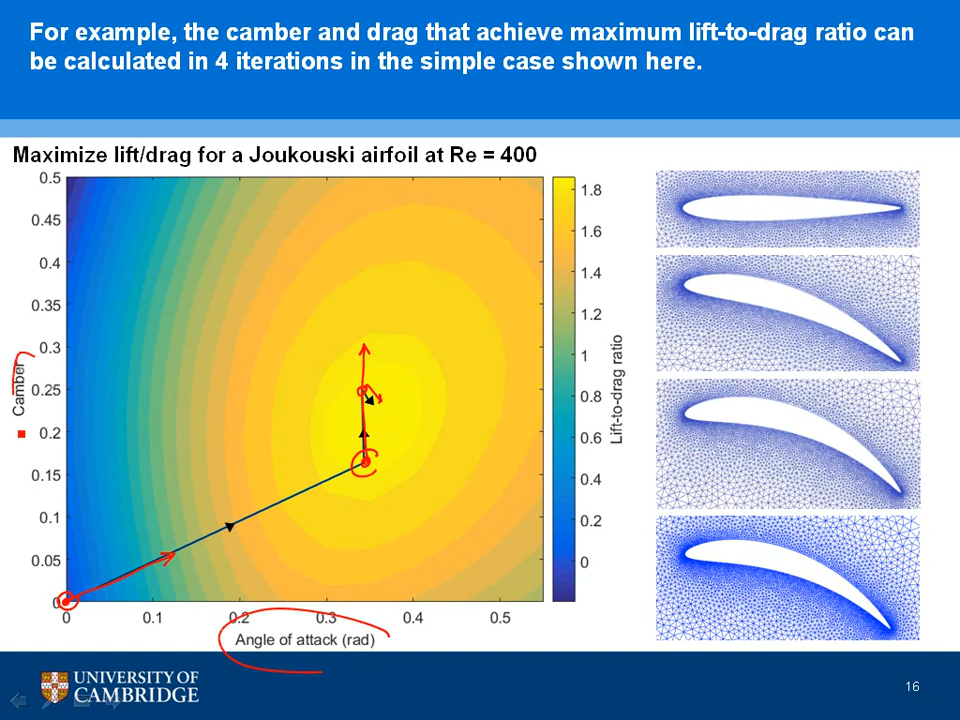 For example, the camber and drag that achieve maximum lift-to-drag ratio can
be calculated in 4 iterations in the simple case shown here.
Maximize lift/drag for a Joukouski airfoil at Re = 400
0.5
0.45
0.4
0.35
0.3
0.25
0.2
0.15
0.1
0.05
0
Camber
0 0.1 0.2 0.3 0.4 0.5
Angle of attack (rad)
1.8
1.6
1.4
1.2
1
0.8
0.6
0.4
0.2
0
Lift-to-drag ratio
UNIVERSITY OF
CAMBRIDGE
16